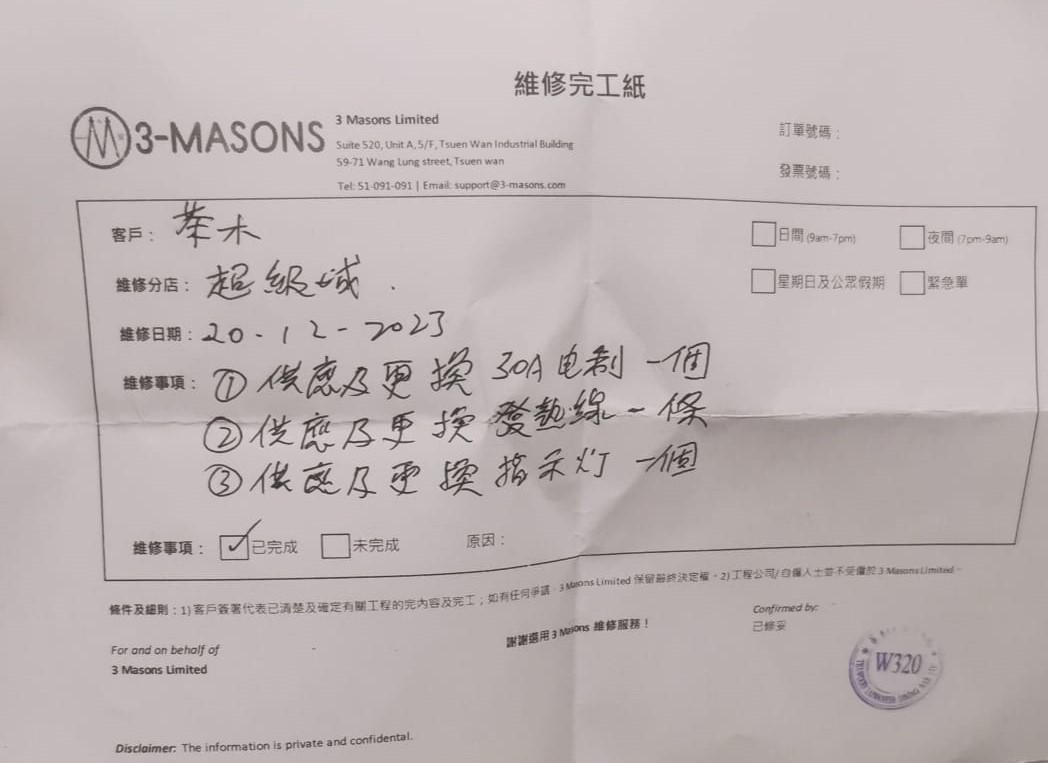 維修完工紙
3-MASONS
3 Masons Limited
Suite 520, Unit A, 5/F, Tsuen Wan Industrial Building
59-71 Wang Lung street, Tsuen wan
Tel: 51-091-091 | Email: support@3-masons.com
訂單號碼：
發票號碼：
客戶： 茶木
日間 (9am-7pm) 夜間 (7pm-9am)
維修分店： 超級城.
星期日及公眾假期 緊急單
維修日期： 20-12-2023
維修事項： ① 供應及更換 30A 电制一個
② 供應及更換 發熱線一條
③ 供應及更換 指示灯一個
維修事項： 已完成 未完成 原因：
條件及細則：1) 客戶簽署代表已清楚及確定有關工程的完內容及完工；如有任何爭議，3 Masons Limited 保留最終決定權。2) 工程公司/自僱人士並不受僱於 3 Masons Limited。
For and on behalf of
3 Masons Limited
謝謝選用 3 Masons 維修服務！
Confirmed by:
已修妥
W320
Disclaimer: The information is private and confidental.